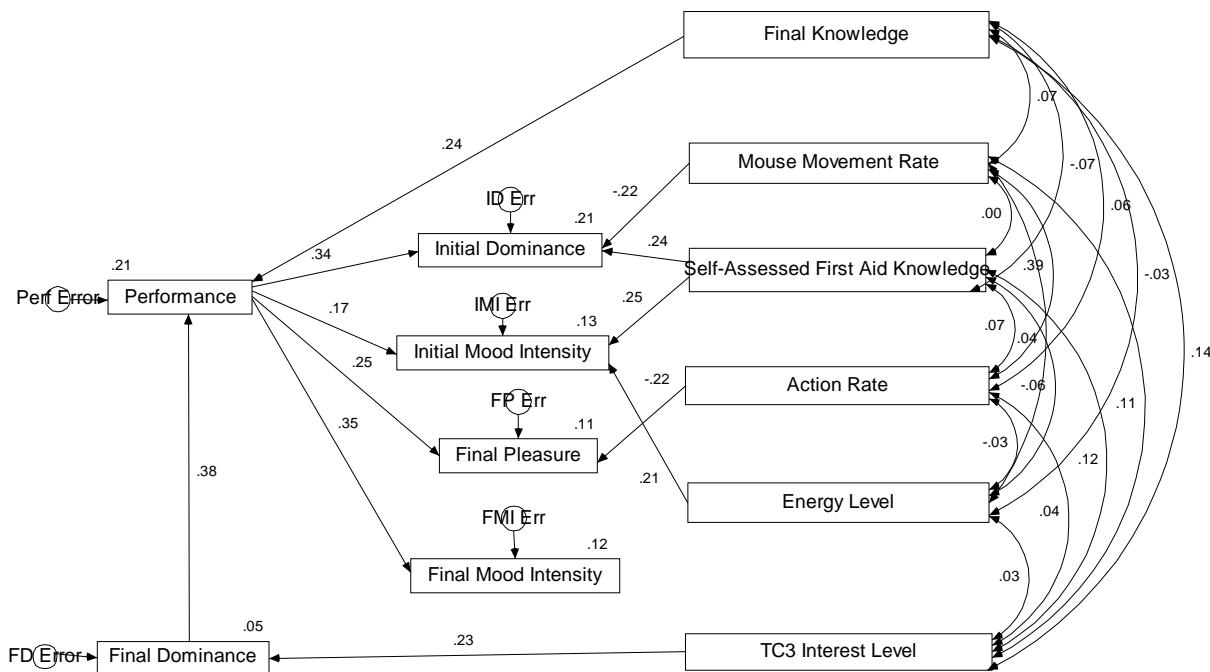 Final Knowledge
.07
.24
Mouse Movement Rate
-.07
-.22
ID Err
.06
.21
.00
Initial Dominance
.24
.34
.21
Self-Assessed First Aid Knowledge
.39
-.03
Perf Error
Performance
.25
.17
IMI Err
.13
.07
.04
Initial Mood Intensity
.14
.25
-.22
Action Rate
-.06
FP Err
.11
.35
.11
-.03
.12
Final Pleasure
.38
.21
Energy Level
.04
FMI Err
.12
Final Mood Intensity
.03
.05
.23
FD Error
Final Dominance
TC3 Interest Level